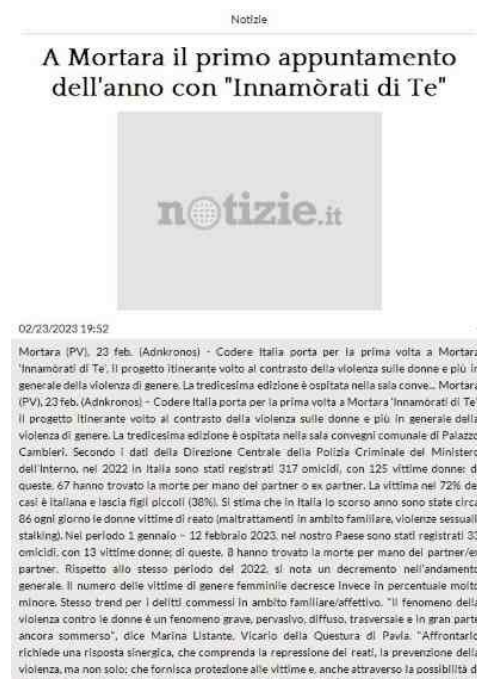 Notizie
A Mortara il primo appuntamento
dell'anno con "Innamòrati di Te"
notizie.it
02/23/2023 19:52
Mortara (PV), 23 feb. (Adnkronos) - Codere Italia porta per la prima volta a Mortara
'Innamòrati di Te', il progetto itinerante volto al contrasto della violenza sulle donne e più in
generale della violenza di genere. La tredicesima edizione è ospitata nella sala conve... Mortara
(PV), 23 feb. (Adnkronos) – Codere Italia porta per la prima volta a Mortara 'Innamòrati di Te'
il progetto itinerante volto al contrasto della violenza sulle donne e più in generale della
violenza di genere. La tredicesima edizione è ospitata nella sala convegni comunale di Palazzo
Cambieri. Secondo i dati della Direzione Centrale della Polizia Criminale del Ministero
dell'Interno, nel 2022 in Italia sono stati registrati 317 omicidi, con 125 vittime donne: di
queste, 67 hanno trovato la morte per mano del partner o ex partner. La vittima nel 72% dei
casi è italiana e lascia figli piccoli (38%). Si stima che in Italia lo scorso anno sono state circa
86 ogni giorno le donne vittime di reato (maltrattamenti in ambito familiare, violenze sessuali,
stalking). Nel periodo 1 gennaio – 12 febbraio 2023, nel nostro Paese sono stati registrati 33
omicidi, con 13 vittime donne; di queste, 8 hanno trovato la morte per mano del partner/ex
partner. Rispetto allo stesso periodo del 2022, si nota un decremento nell'andamento
generale. Il numero delle vittime di genere femminile decresce invece in percentuale molto
minore. Stesso trend per i delitti commessi in ambito familiare/affettivo. "Il fenomeno della
violenza contro le donne è un fenomeno grave, pervasivo, diffuso, trasversale e in gran parte
ancora sommerso", dice Marina Listante, Vicario della Questura di Pavia. "Affrontarlo
richiede una risposta sinergica, che comprenda la repressione dei reati, la prevenzione della
violenza, ma non solo; che fornisca protezione alle vittime e, anche attraverso la possibilità d